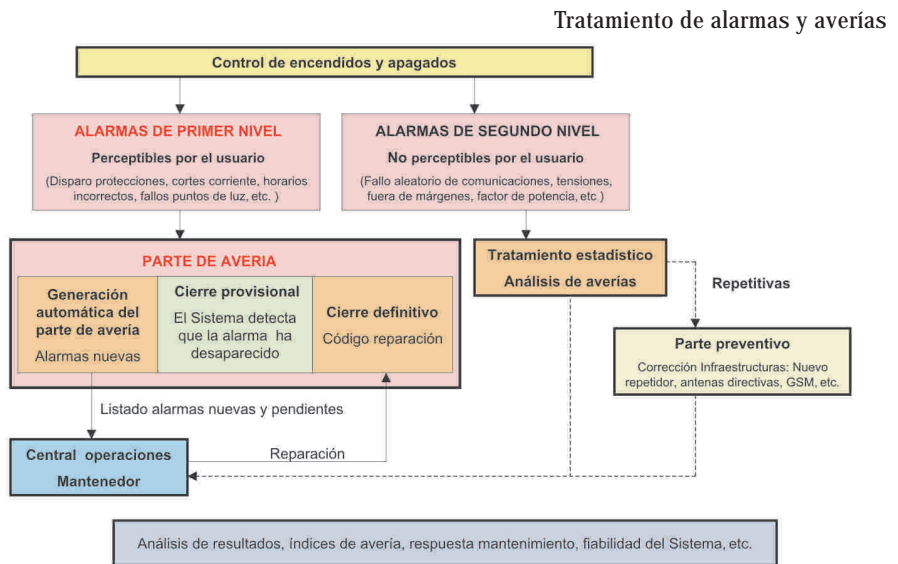 Tratamiento de alarmas y averías
Control de encendidos y apagados
ALARMAS DE PRIMER NIVEL
Perceptibles por el usuario
(Disparo protecciones, cortes corriente, horarios
incorrectos, fallos puntos de luz, etc. )
ALARMAS DE SEGUNDO NIVEL
No perceptibles por el usuario
(Fallo aleatorio de comunicaciones, tensiones,
fuera de márgenes, factor de potencia, etc )
PARTE DE AVERIA
Generación
automática del
parte de avería
Alarmas nuevas
Cierre provisional
El Sistema detecta
que la alarma ha
desaparecido
Cierre definitivo
Código reparación
Tratamiento estadístico
Análisis de averías
Repetitivas
Parte preventivo
Corrección Infraestructuras: Nuevo
repetidor, antenas directivas, GSM, etc.
Listado alarmas nuevas y pendientes
Central operaciones
Mantenedor
Reparación
Análisis de resultados, índices de avería, respuesta mantenimiento, fiabilidad del Sistema, etc.